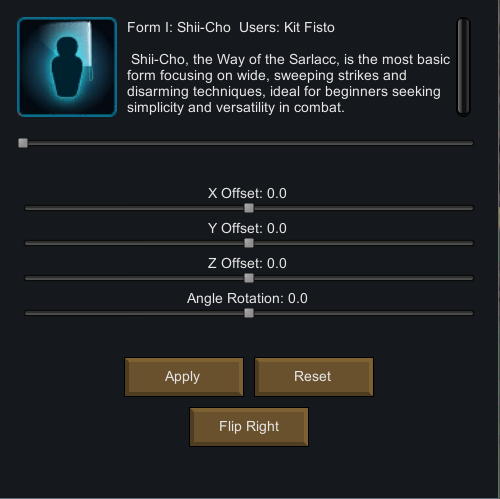 Form I: Shii-Cho  Users: Kit Fisto
Shii-Cho, the Way of the Sarlacc, is the most basic
form focusing on wide, sweeping strikes and
disarming techniques, ideal for beginners seeking
simplicity and versatility in combat.
X Offset: 0.0
Y Offset: 0.0
Z Offset: 0.0
Angle Rotation: 0.0
Apply
Reset
Flip Right